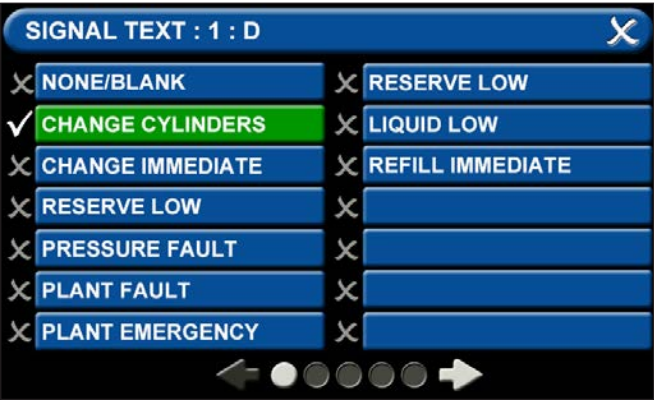 SIGNAL TEXT : 1 : D
NONE/BLANK
CHANGE CYLINDERS
CHANGE IMMEDIATE
RESERVE LOW
PRESSURE FAULT
PLANT FAULT
PLANT EMERGENCY
RESERVE LOW
LIQUID LOW
REFILL IMMEDIATE